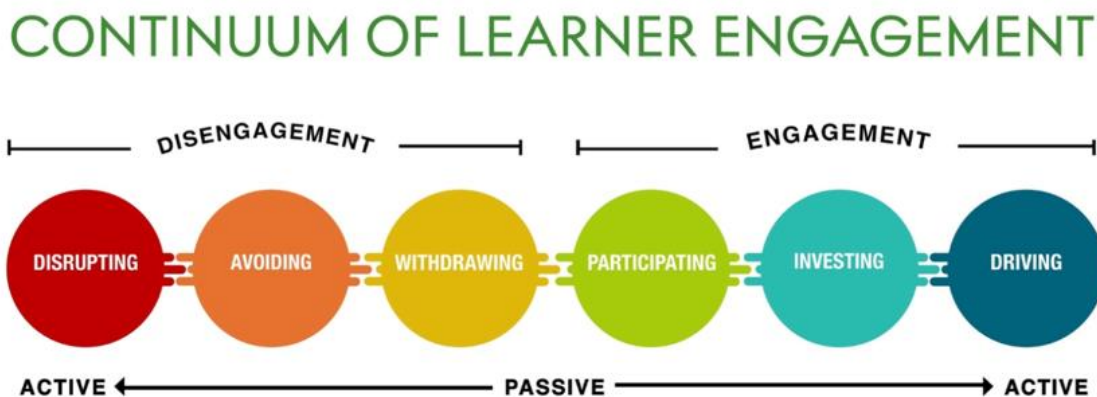 CONTINUUM OF LEARNER ENGAGEMENT
DISENGAGEMENT ENGAGEMENT
DISRUPTING AVOIDING WITHDRAWING PARTICIPATING INVESTING DRIVING
ACTIVE PASSIVE ACTIVE